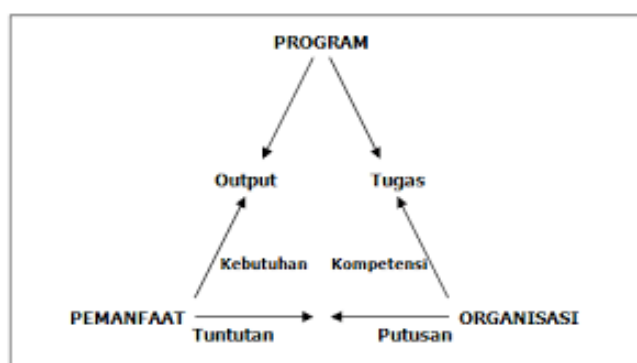 PROGRAM
Output Tugas
Kebutuhan Kompetensi
PEMANFAAT ORGANISASI
Tuntutan Putusan